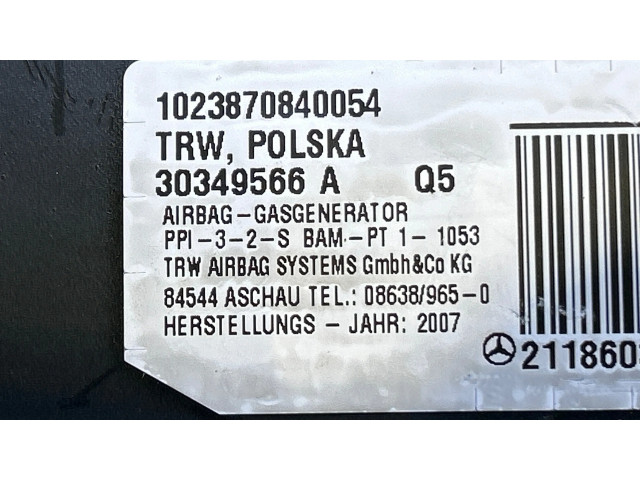 1023870840054
TRW, POLSKA
30349566 A Q5
AIRBAG-GASGENERATOR
PPI-3-2-S BAM.-PT 1- 1053
TRW AIRBAG SYSTEMS Gmbh&Co KG
84544 ASCHAU TEL.: 08638/965-0
HERSTELLUNGS - JAHR: 2007